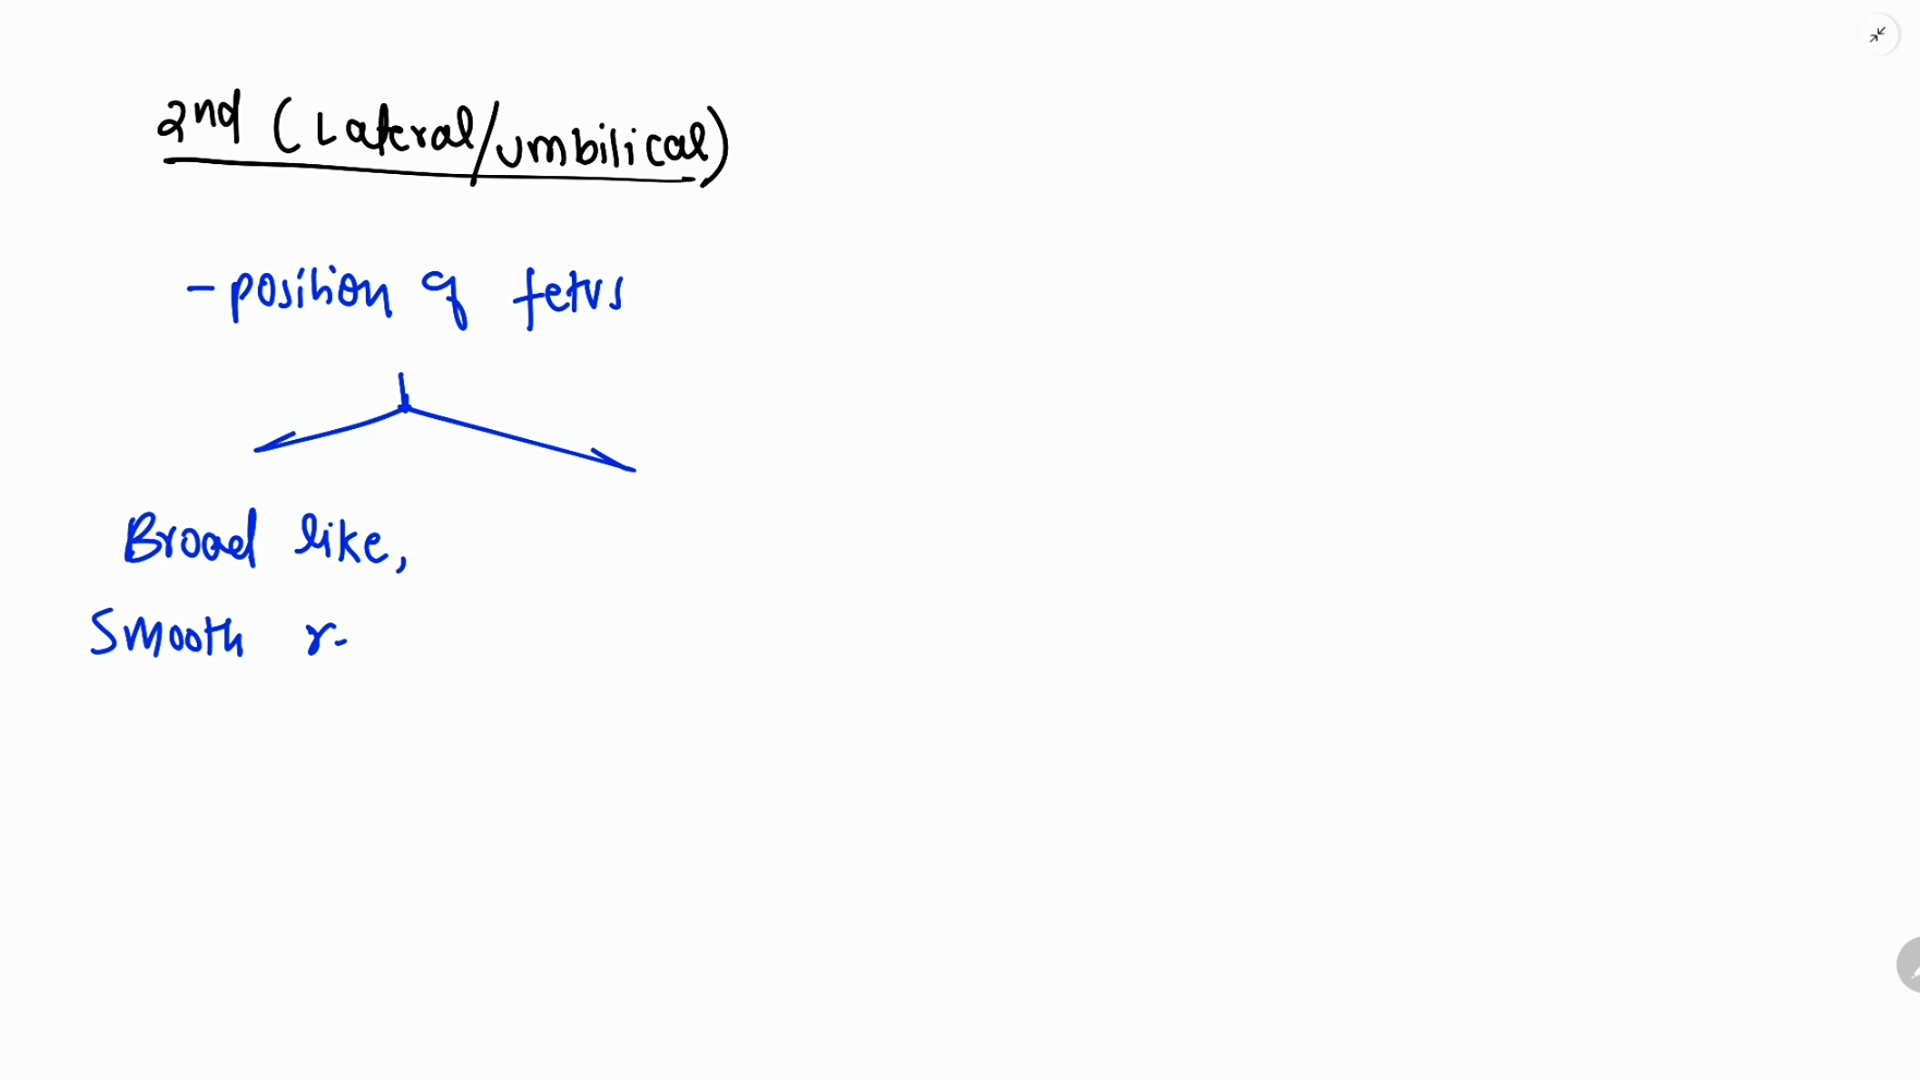 2nd (Lateral/umbilical)
- position of fetus
Broad like,
Smooth r-